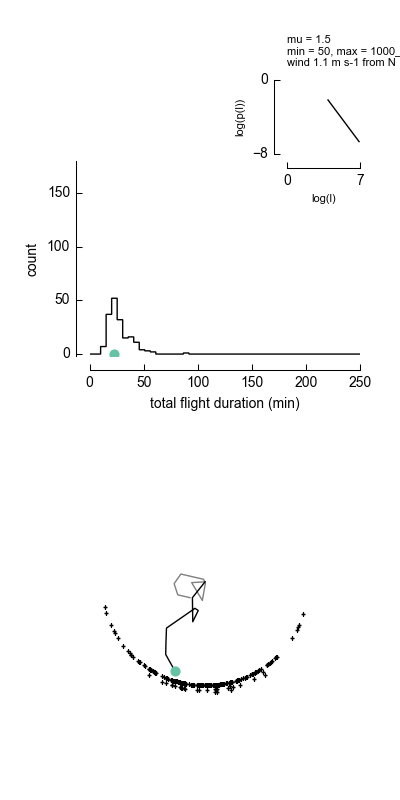 mu = 1.5
min = 50, max = 1000_
wind 1.1 m s-1 from N
0
log(p(l))
−8
0
7
log(l)
150
100
50
0
count
0
50
100
150
200
250
total flight duration (min)